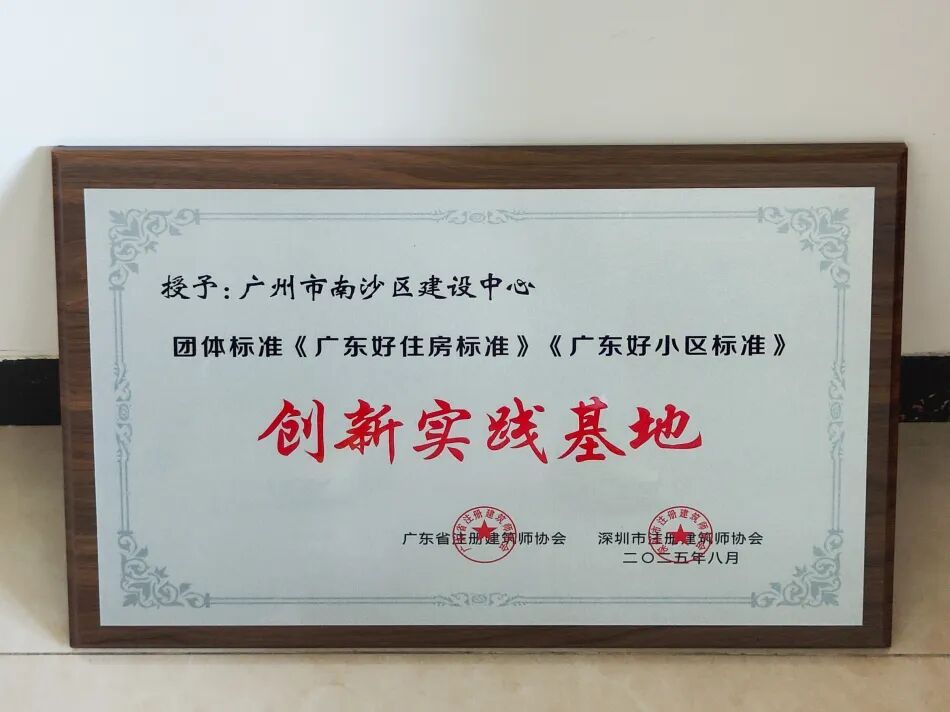 授予:广州市南沙区建设中心
团体标准《广东好住房标准》《广东好小区标准》
创新实践基地
广东省注册建筑师协会 深圳市注册建筑师协会
二〇二五年八月